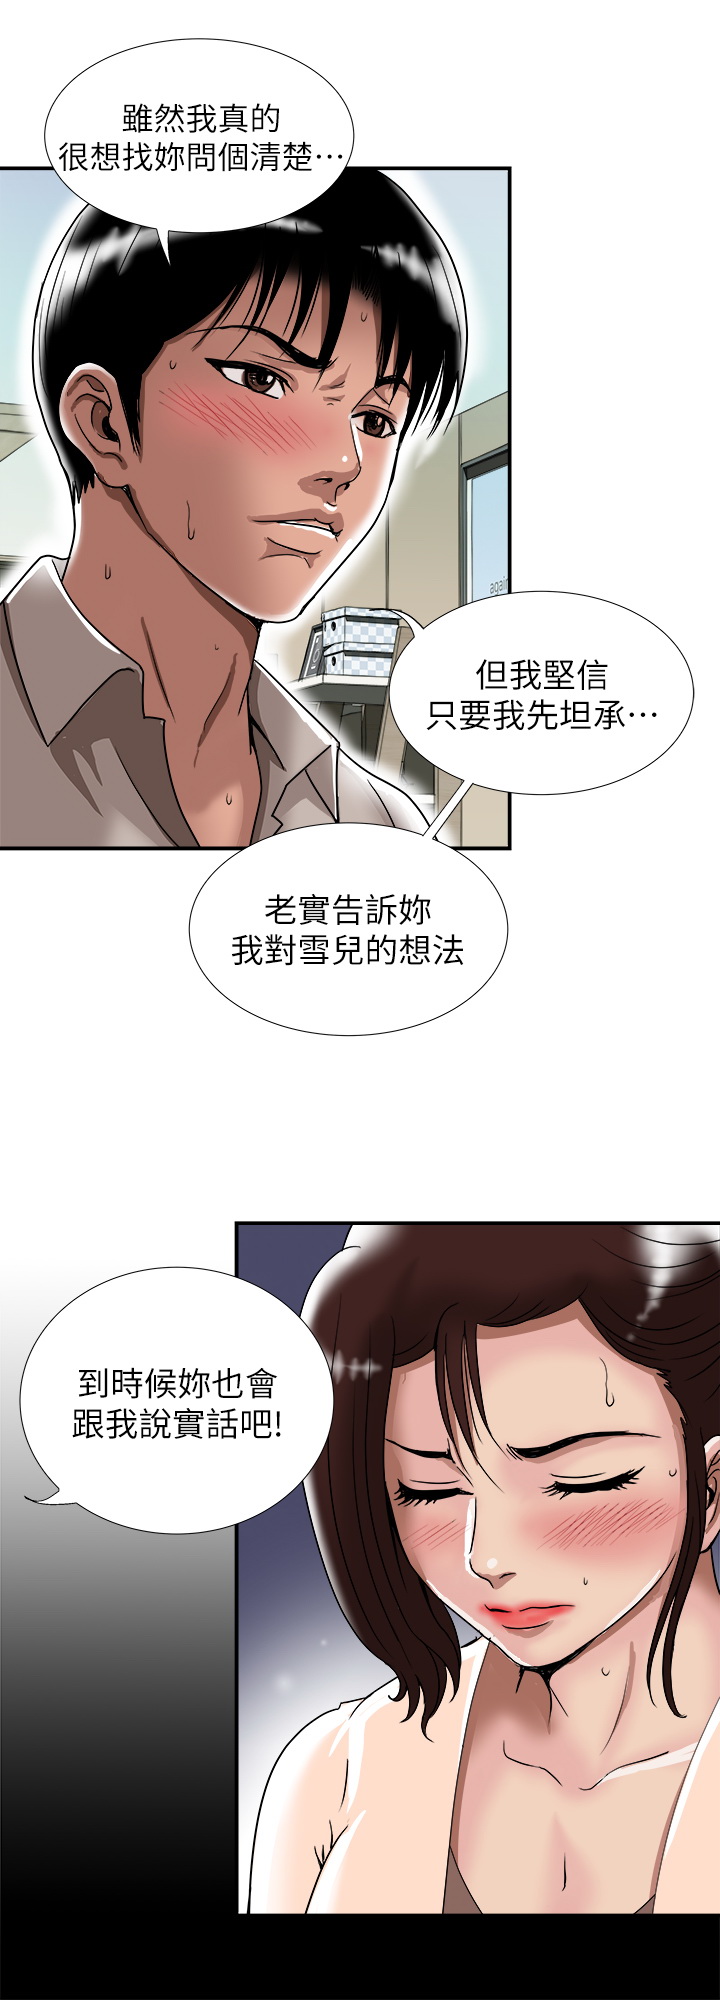 雖然我真的
很想找妳問個清楚⋯
again
但我堅信
只要我先坦承⋯
老實告訴妳
我對雪兒的想法
到時候妳也會
跟我說實話吧!